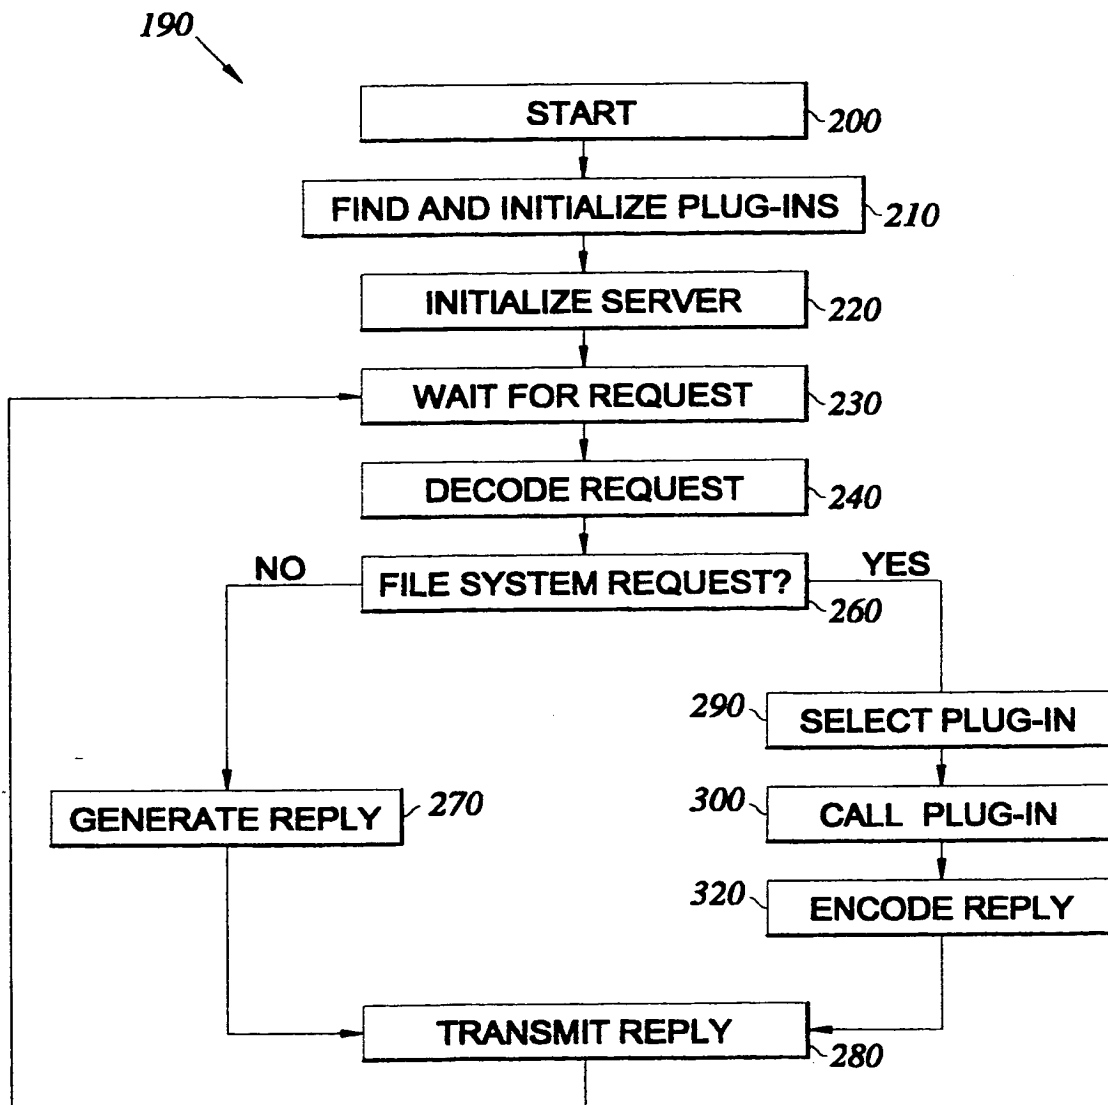 190
START
200
FIND AND INITIALIZE PLUG-INS
210
INITIALIZE SERVER
220
WAIT FOR REQUEST
230
DECODE REQUEST
240
NO
FILE SYSTEM REQUEST?
YES
260
290
SELECT PLUG-IN
GENERATE REPLY
270
300
CALL PLUG-IN
320
ENCODE REPLY
TRANSMIT REPLY
280